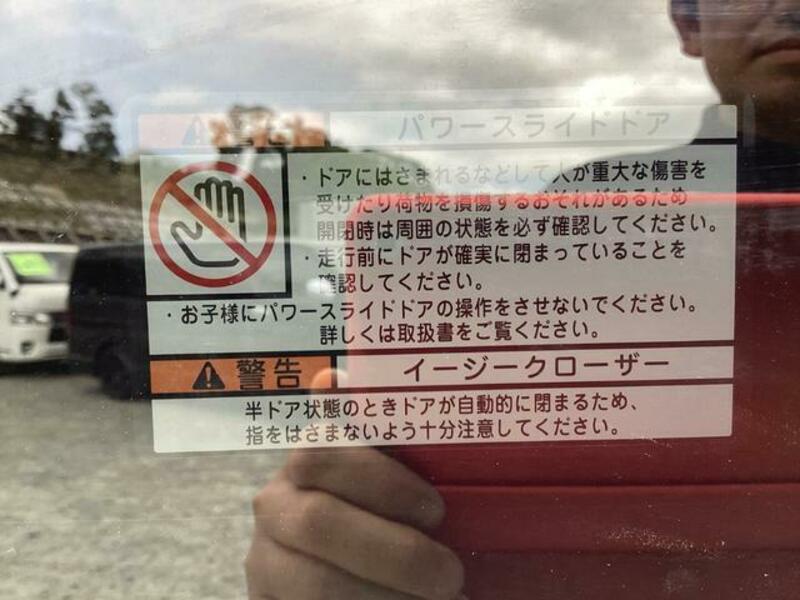 警告 パワースライドドア
・ドアにはさまれるなどして人が重大な傷害を
受けたり荷物を損傷するおそれがあるため
開閉時は周囲の状態を必ず確認してください。
・走行前にドアが確実に閉まっていることを
確認してください。
・お子様にパワースライドドアの操作をさせないでください。
詳しくは取扱書をご覧ください。
警告 イージークローザー
半ドア状態のときドアが自動的に閉まるため、
指をはさまないよう十分注意してください。